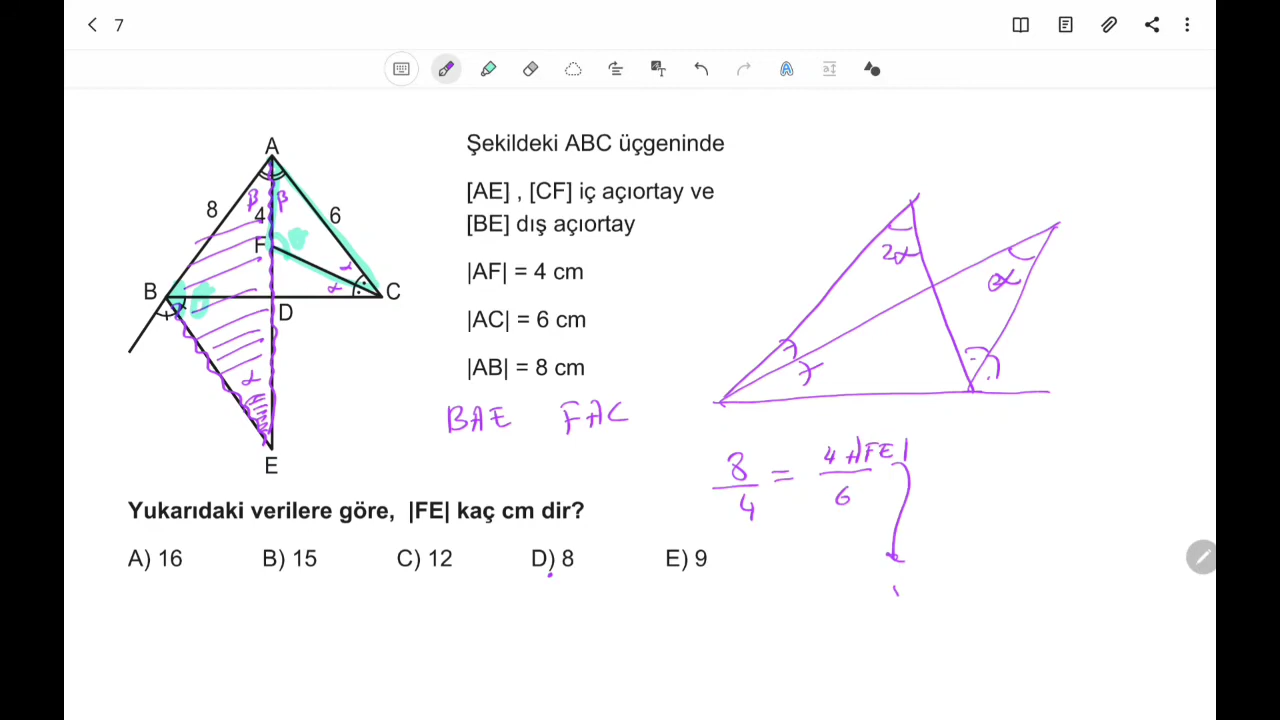 7
A
β β
8
4
6
F
α
α
B
C
D
α
E
Şekildeki ABC üçgeninde
[AE] , [CF] iç açıortay ve
[BE] dış açıortay
|AF| = 4 cm
|AC| = 6 cm
|AB| = 8 cm
BAE FAC
2α
α
8/4 = 4+|FE|/6
Yukarıdaki verilere göre, |FE| kaç cm dir?
A) 16 B) 15 C) 12 D) 8 E) 9